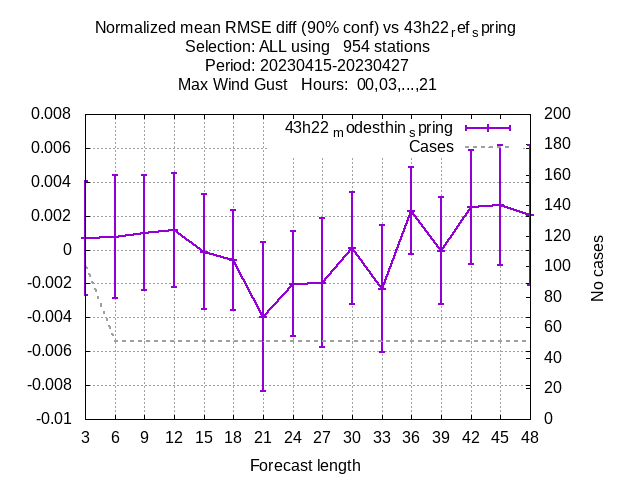 Normalized mean RMSE diff (90% conf) vs 43h22refspring
Selection: ALL using   954 stations
Period: 20230415-20230427
Max Wind Gust   Hours:  00,03,...,21
0.008
0.006
0.004
0.002
0
-0.002
-0.004
-0.006
-0.008
-0.01
200
180
160
140
120
100
80
60
40
20
0
43h22modesthinspring
Cases
No cases
3 6 9 12 15 18 21 24 27 30 33 36 39 42 45 48
Forecast length